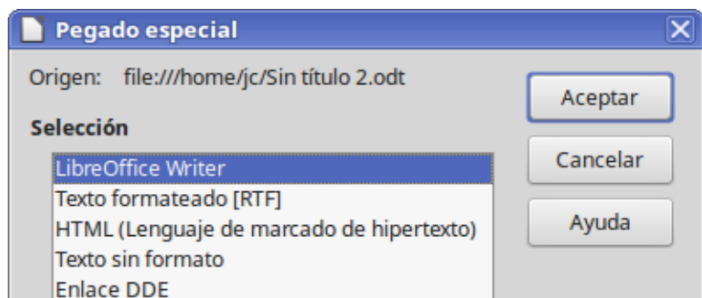 Pegado especial
Origen: file:///home/jc/Sin título 2.odt
Aceptar
Selección
Cancelar
LibreOffice Writer
Texto formateado [RTF]
Ayuda
HTML (Lenguaje de marcado de hipertexto)
Texto sin formato
Enlace DDE